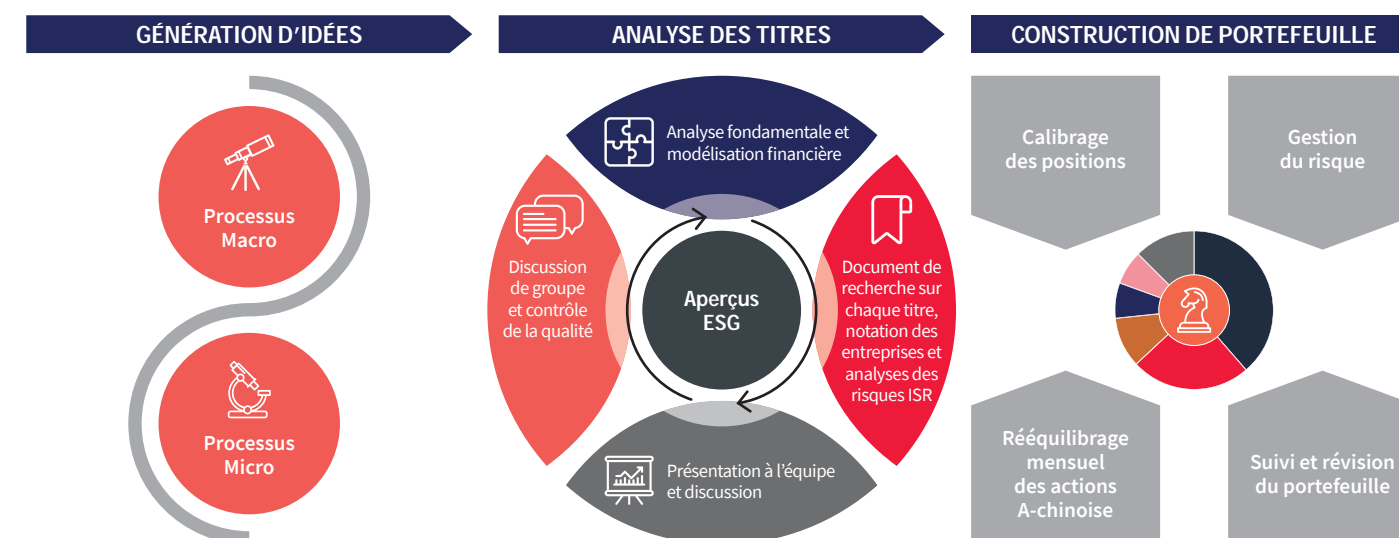 GÉNÉRATION D’IDÉES
ANALYSE DES TITRES
CONSTRUCTION DE PORTEFEUILLE
Processus
Macro
Processus
Micro
Analyse fondamentale et
modélisation financière
Discussion
de groupe
et contrôle
de la qualité
Aperçus
ESG
Document de
recherche sur
chaque titre,
notation des
entreprises et
analyses des
risques ISR
Présentation à l’équipe
et discussion
Calibrage
des positions
Gestion
du risque
Rééquilibrage
mensuel
des actions
A-chinoise
Suivi et révision
du portefeuille